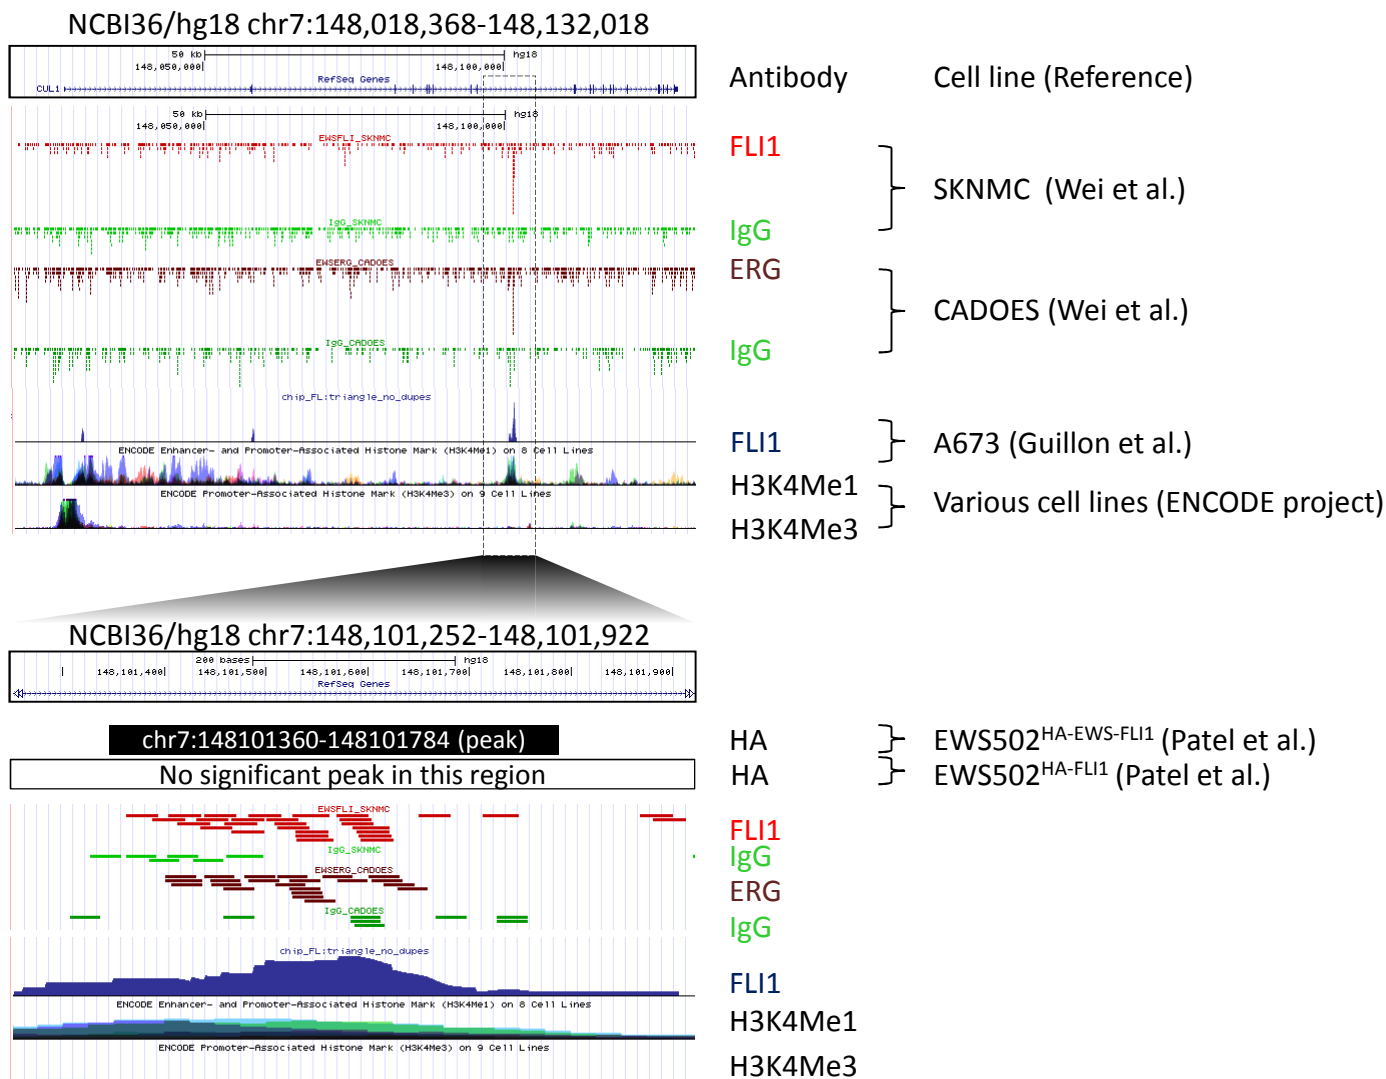 NCBI36/hg18 chr7:148,018,368-148,132,018
50 kb hg18
148,050,000| 148,100,000|
RefSeq Genes
CUL1
Antibody Cell line (Reference)
50 kb hg18
148,050,000| 148,100,000|
EWSFLI_SKNMC
FLI1
SKNMC (Wei et al.)
IgG_SKNMC
IgG
EWSERG_CADOES
ERG
CADOES (Wei et al.)
IgG_CADOES
IgG
chip_FL:triangle_no_dupes
FLI1 A673 (Guillon et al.)
ENCODE Enhancer- and Promoter-Associated Histone Mark (H3K4Me1) on 8 Cell Lines
H3K4Me1
ENCODE Promoter-Associated Histone Mark (H3K4Me3) on 9 Cell Lines
Various cell lines (ENCODE project)
H3K4Me3
NCBI36/hg18 chr7:148,101,252-148,101,922
200 bases hg18
| 148,101,400| 148,101,500| 148,101,600| 148,101,700| 148,101,800| 148,101,900|
RefSeq Genes
chr7:148101360-148101784 (peak) HA EWS502HA-EWS-FLI1 (Patel et al.)
No significant peak in this region HA EWS502HA-FLI1 (Patel et al.)
EWSFLI_SKNMC
FLI1
IgG_SKNMC
IgG
EWSERG_CADOES
ERG
IgG_CADOES
IgG
chip_FL:triangle_no_dupes
FLI1
ENCODE Enhancer- and Promoter-Associated Histone Mark (H3K4Me1) on 8 Cell Lines
H3K4Me1
ENCODE Promoter-Associated Histone Mark (H3K4Me3) on 9 Cell Lines
H3K4Me3